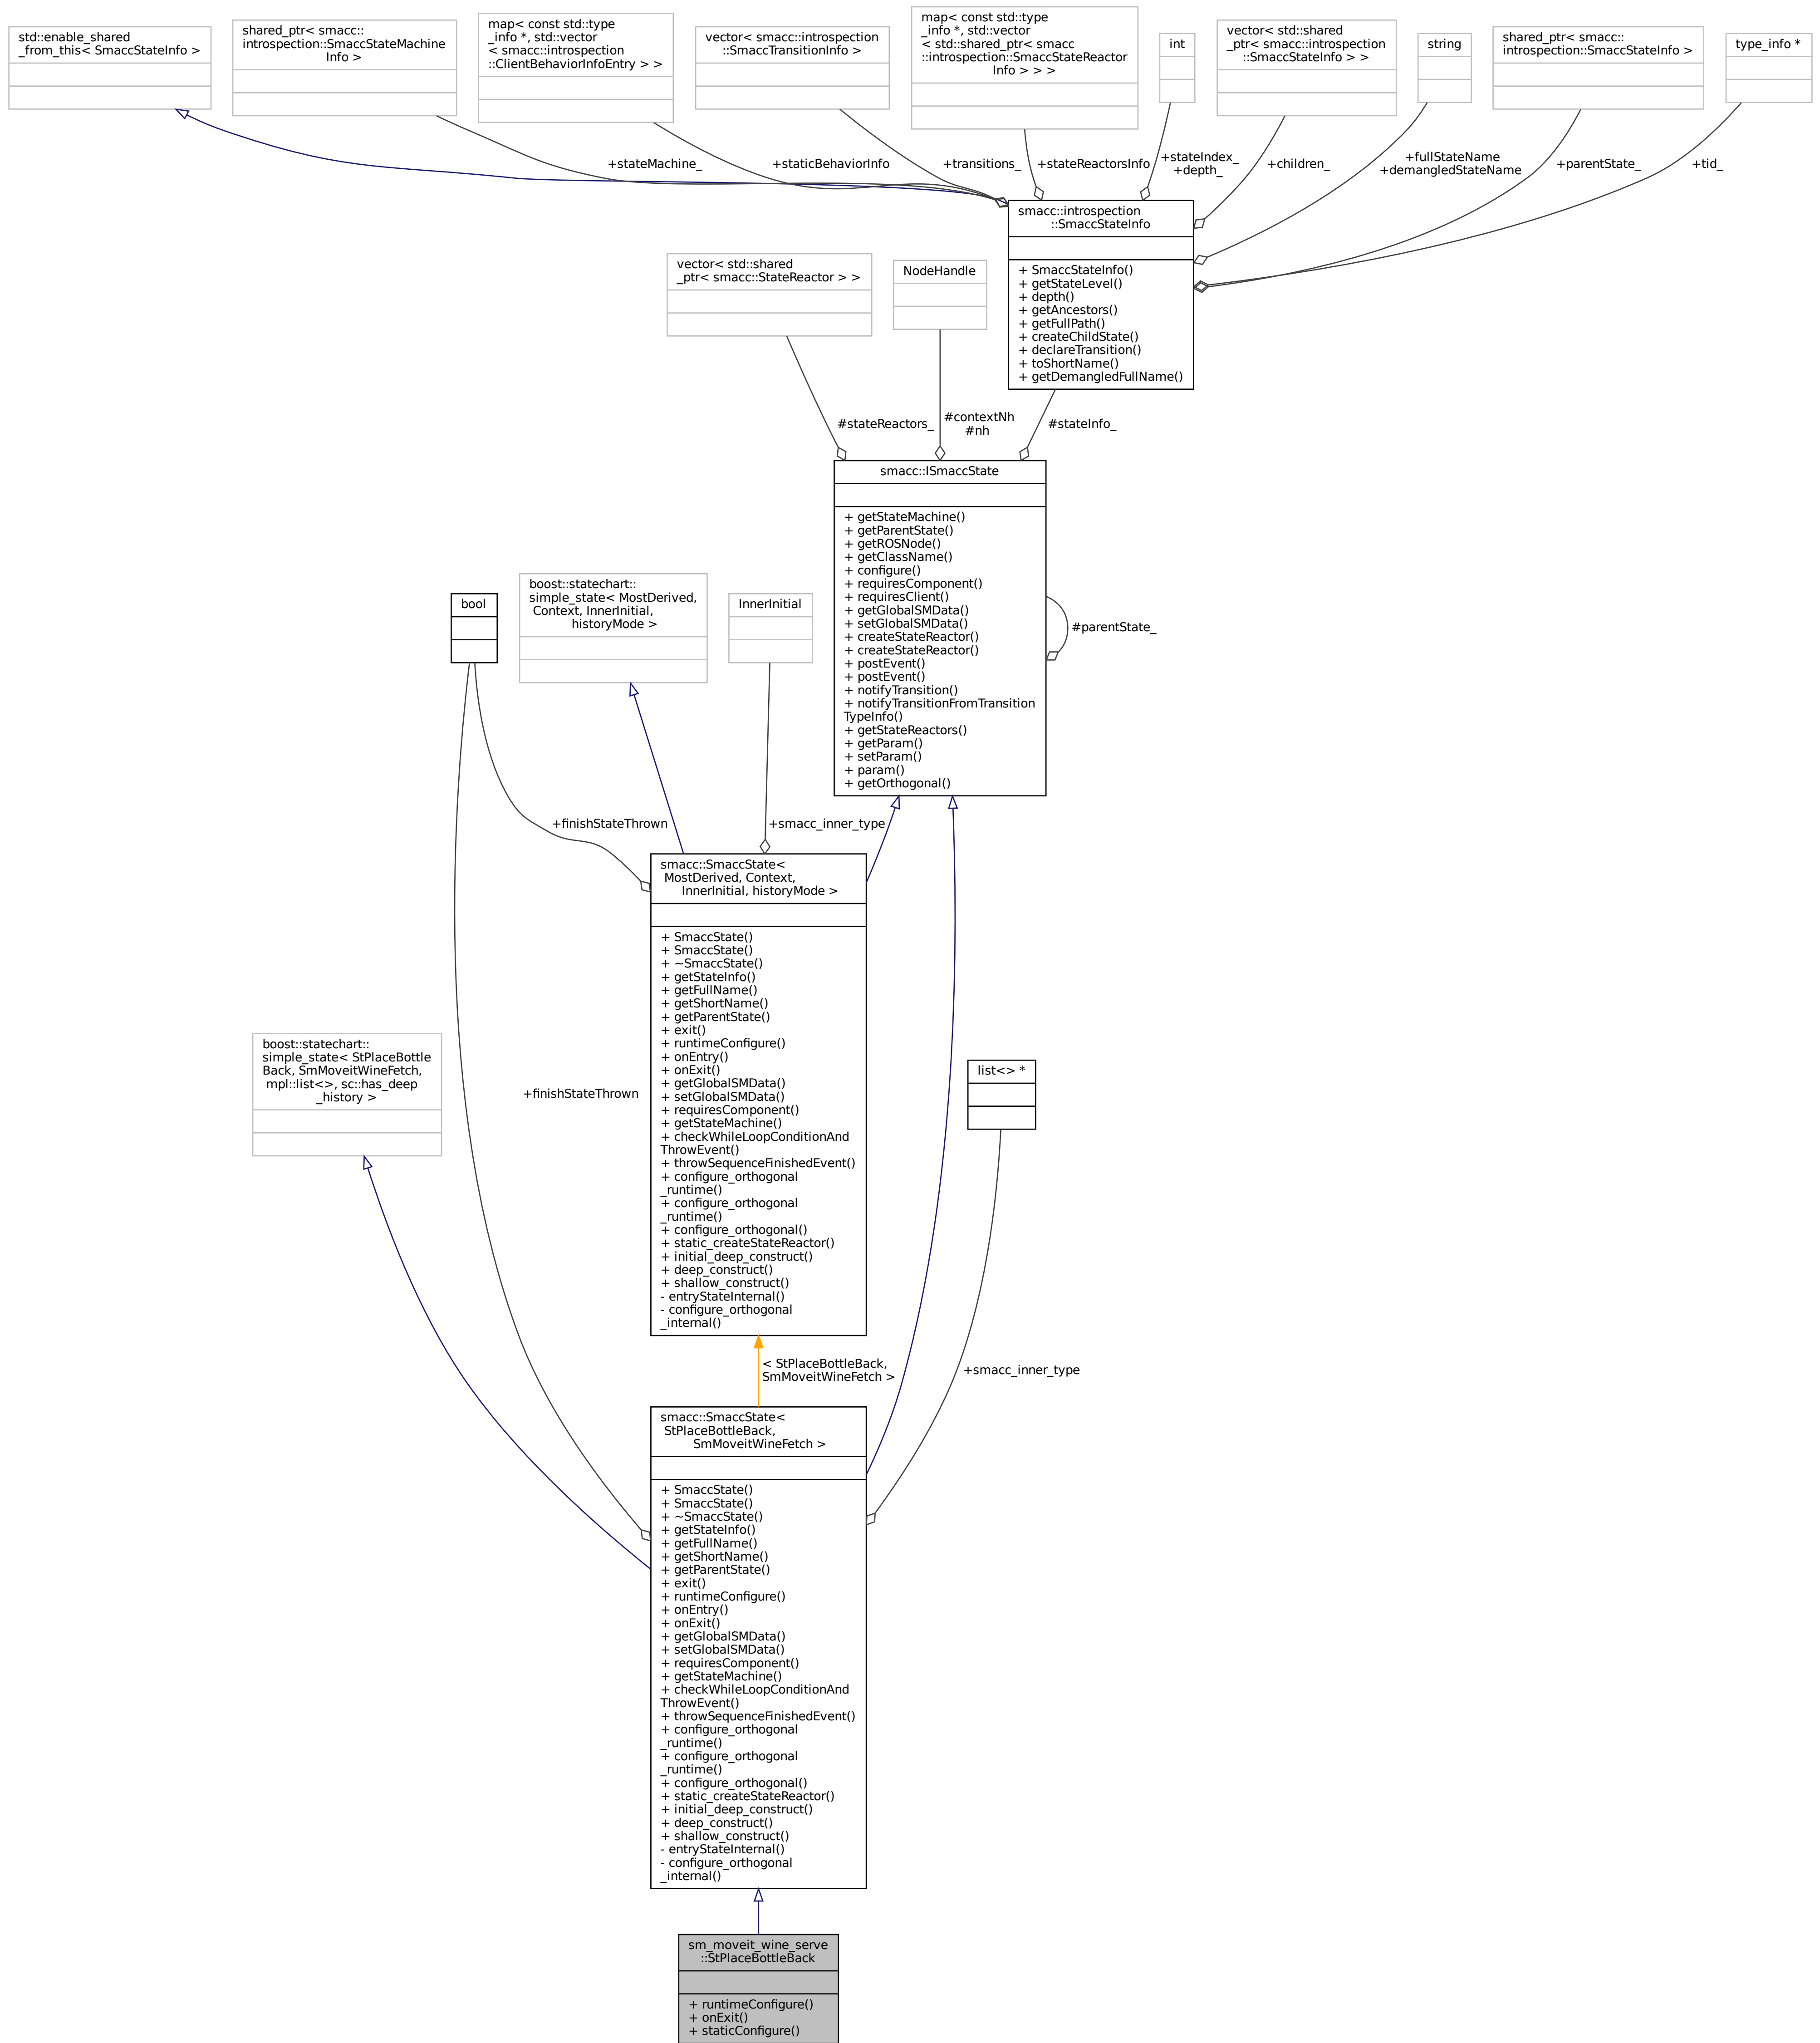 std::enable_shared
_from_this< SmaccStateInfo >
shared_ptr< smacc::
introspection::SmaccStateMachine
Info >
map< const std::type
_info *, std::vector
< smacc::introspection
::ClientBehaviorInfoEntry > >
vector< smacc::introspection
::SmaccTransitionInfo >
map< const std::type
_info *, std::vector
< std::shared_ptr< smacc
::introspection::SmaccStateReactor
Info > > >
int
vector< std::shared
_ptr< smacc::introspection
::SmaccStateInfo > >
string
shared_ptr< smacc::
introspection::SmaccStateInfo >
type_info *
+stateMachine_
+staticBehaviorInfo
+transitions_
+stateReactorsInfo
+stateIndex_
+depth_
+children_
+fullStateName
+demangledStateName
+parentState_
+tid_
smacc::introspection
::SmaccStateInfo
+ SmaccStateInfo()
+ getStateLevel()
+ depth()
+ getAncestors()
+ getFullPath()
+ createChildState()
+ declareTransition()
+ toShortName()
+ getDemangledFullName()
vector< std::shared
_ptr< smacc::StateReactor > >
NodeHandle
#stateReactors_
#contextNh
#nh
#stateInfo_
smacc::ISmaccState
+ getStateMachine()
+ getParentState()
+ getROSNode()
+ getClassName()
+ configure()
+ requiresComponent()
+ requiresClient()
+ getGlobalSMData()
+ setGlobalSMData()
+ createStateReactor()
+ createStateReactor()
+ postEvent()
+ postEvent()
+ notifyTransition()
+ notifyTransitionFromTransition
TypeInfo()
+ getStateReactors()
+ getParam()
+ setParam()
+ param()
+ getOrthogonal()
#parentState_
bool
boost::statechart::
simple_state< MostDerived,
Context, InnerInitial,
historyMode >
InnerInitial
+finishStateThrown
+smacc_inner_type
smacc::SmaccState<
MostDerived, Context,
InnerInitial, historyMode >
+ SmaccState()
+ SmaccState()
+ ~SmaccState()
+ getStateInfo()
+ getFullName()
+ getShortName()
+ getParentState()
+ exit()
+ runtimeConfigure()
+ onEntry()
+ onExit()
+ getGlobalSMData()
+ setGlobalSMData()
+ requiresComponent()
+ getStateMachine()
+ checkWhileLoopConditionAnd
ThrowEvent()
+ throwSequenceFinishedEvent()
+ configure_orthogonal
_runtime()
+ configure_orthogonal
_runtime()
+ configure_orthogonal()
+ static_createStateReactor()
+ initial_deep_construct()
+ deep_construct()
+ shallow_construct()
- entryStateInternal()
- configure_orthogonal
_internal()
boost::statechart::
simple_state< StPlaceBottle
Back, SmMoveitWineFetch,
mpl::list<>, sc::has_deep
_history >
+finishStateThrown
list<> *
< StPlaceBottleBack,
SmMoveitWineFetch >
+smacc_inner_type
smacc::SmaccState<
StPlaceBottleBack,
SmMoveitWineFetch >
+ SmaccState()
+ SmaccState()
+ ~SmaccState()
+ getStateInfo()
+ getFullName()
+ getShortName()
+ getParentState()
+ exit()
+ runtimeConfigure()
+ onEntry()
+ onExit()
+ getGlobalSMData()
+ setGlobalSMData()
+ requiresComponent()
+ getStateMachine()
+ checkWhileLoopConditionAnd
ThrowEvent()
+ throwSequenceFinishedEvent()
+ configure_orthogonal
_runtime()
+ configure_orthogonal
_runtime()
+ configure_orthogonal()
+ static_createStateReactor()
+ initial_deep_construct()
+ deep_construct()
+ shallow_construct()
- entryStateInternal()
- configure_orthogonal
_internal()
sm_moveit_wine_serve
::StPlaceBottleBack
+ runtimeConfigure()
+ onExit()
+ staticConfigure()